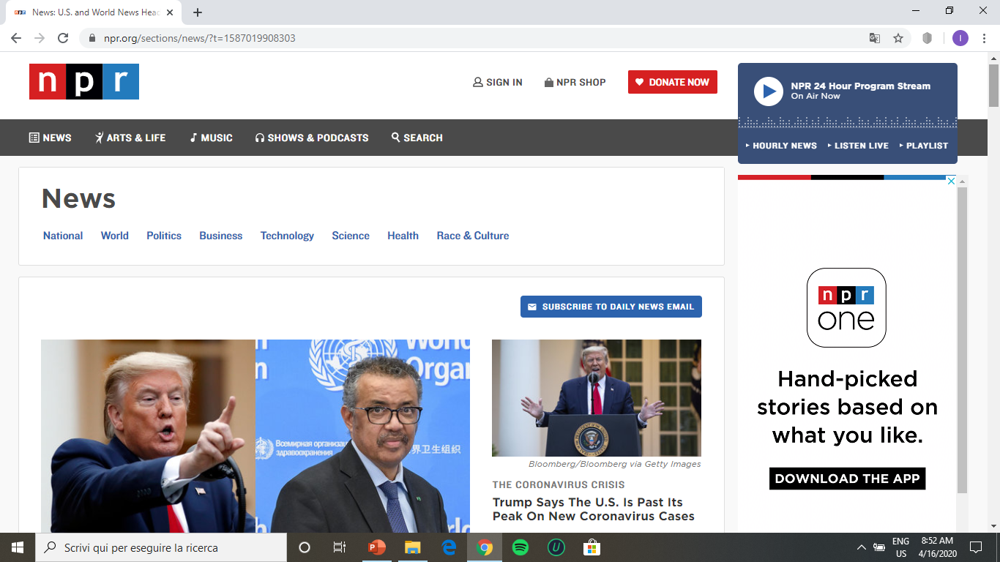 npr News: U.S. and World News Head
npr.org/sections/news/?t=1587019908303
I
npr
SIGN IN NPR SHOP DONATE NOW
NPR 24 Hour Program Stream
On Air Now
HOURLY NEWS LISTEN LIVE PLAYLIST
NEWS ARTS & LIFE MUSIC SHOWS & PODCASTS SEARCH
News
National World Politics Business Technology Science Health Race & Culture
SUBSCRIBE TO DAILY NEWS EMAIL
World
Organ
Всемирная организац
здравоохранения
界卫生组织
Bloomberg/Bloomberg via Getty Images
THE CORONAVIRUS CRISIS
Trump Says The U.S. Is Past Its
Peak On New Coronavirus Cases
npr
one
Hand-picked
stories based on
what you like.
DOWNLOAD THE APP
Scrivi qui per eseguire la ricerca
ENG
US
8:52 AM
4/16/2020